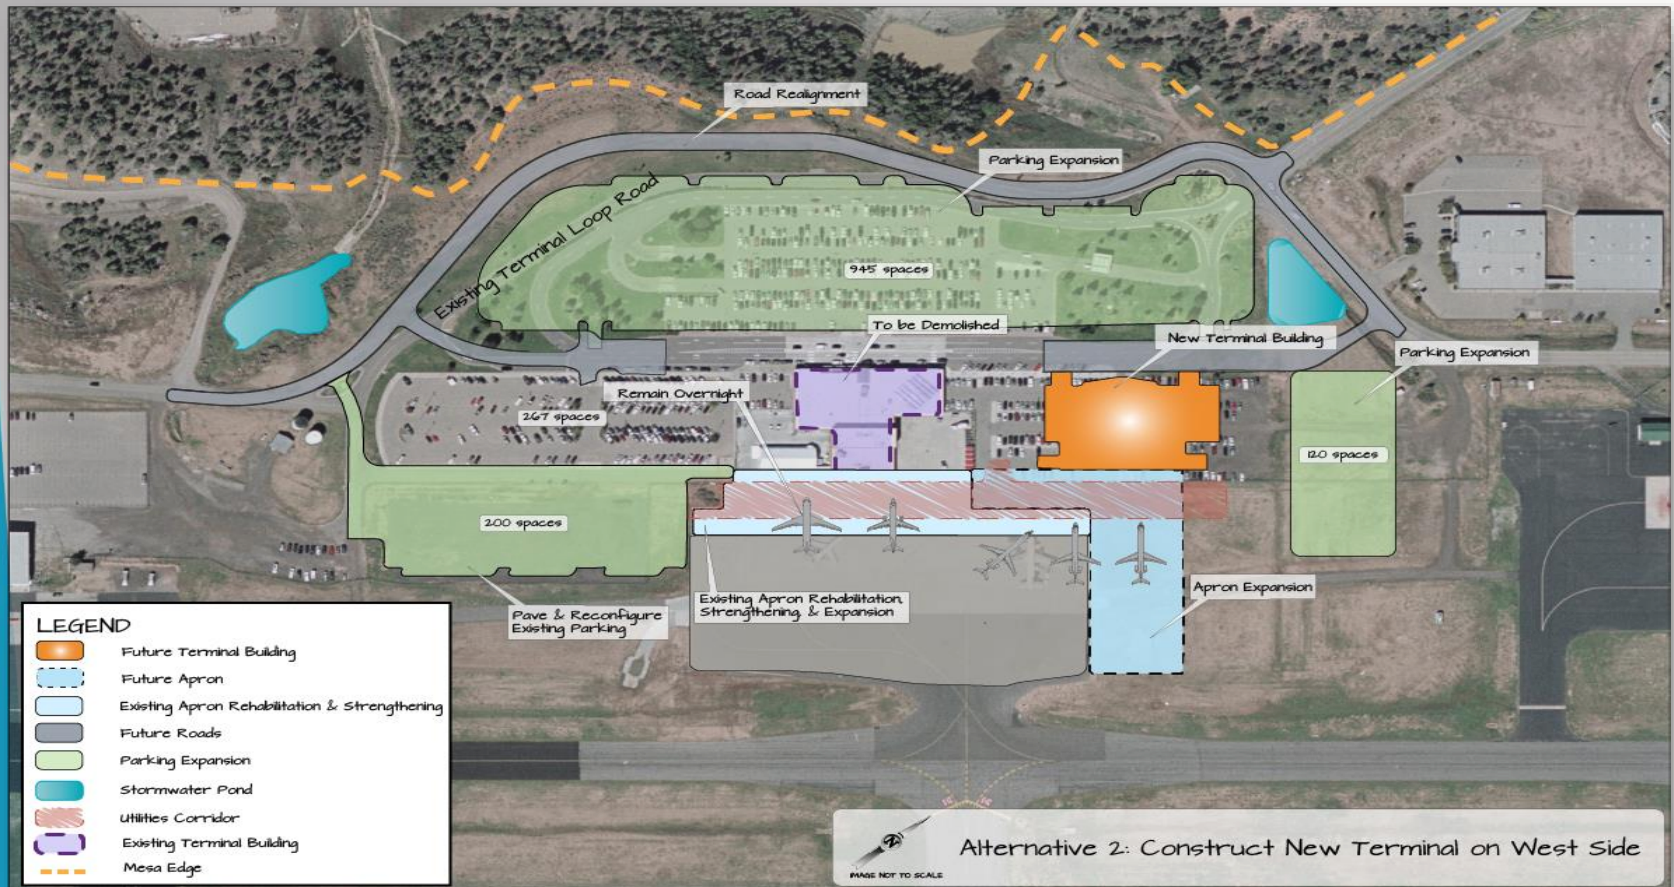 Road Realignment
Parking Expansion
Existing Terminal Loop Road
945 spaces
To be Demolished
New Terminal Building
Parking Expansion
Remain Overnight
267 spaces
120 spaces
200 spaces
Apron Expansion
Existing Apron Rehabilitation,
Strengthening, & Expansion
Pave & Reconfigure
Existing Parking
LEGEND
Future Terminal Building
Future Apron
Existing Apron Rehabilitation & Strengthening
Future Roads
Parking Expansion
Stormwater Pond
Utilities Corridor
Existing Terminal Building
Mesa Edge
Z
IMAGE NOT TO SCALE
Alternative 2: Construct New Terminal on West Side